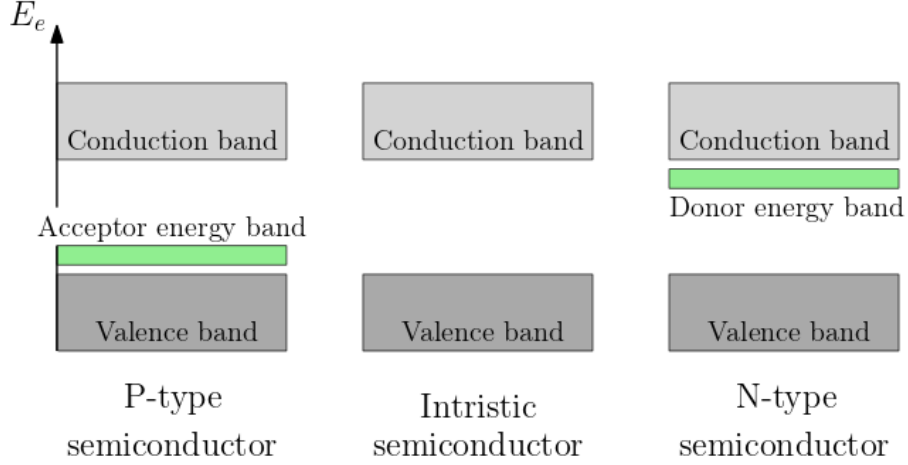 E_e
Conduction band
Conduction band
Conduction band
Acceptor energy band
Donor energy band
Valence band
Valence band
Valence band
P-type
semiconductor
Intristic
semiconductor
N-type
semiconductor